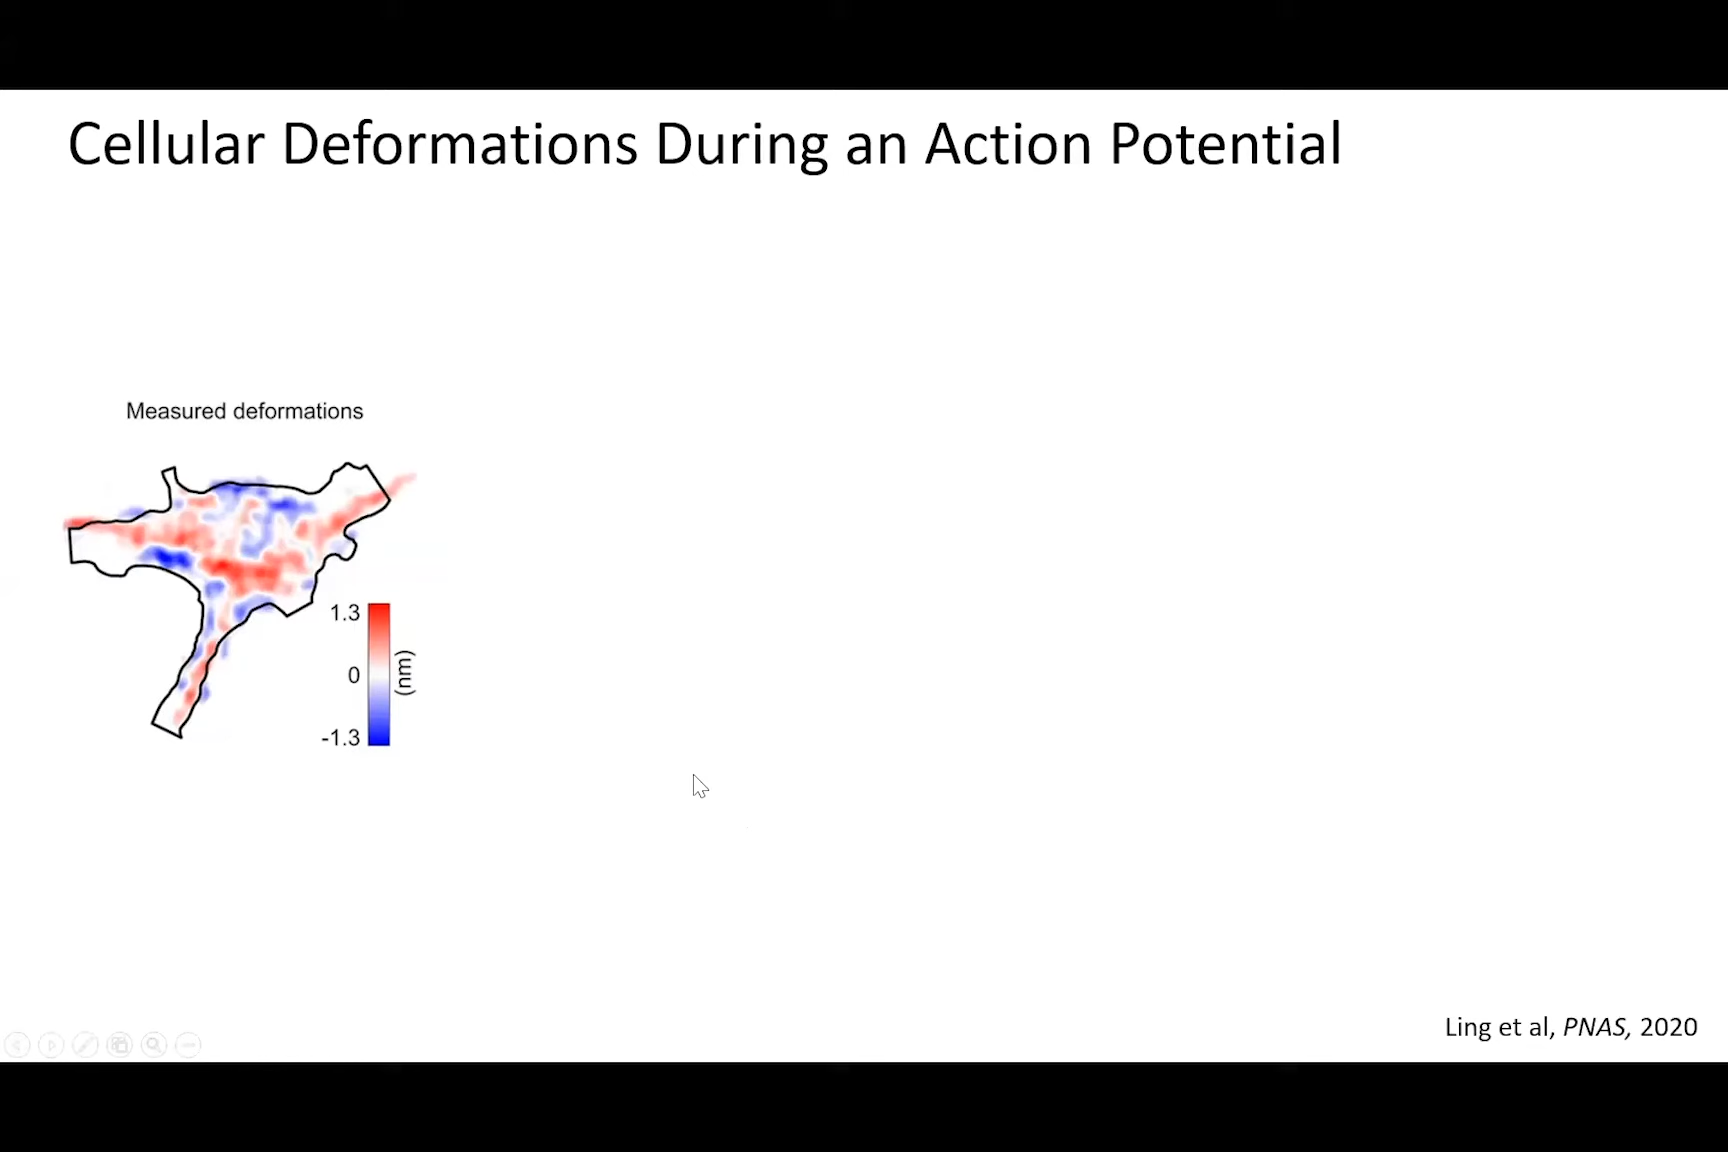 Cellular Deformations During an Action Potential
Measured deformations
1.3
0
-1.3
(nm)
Ling et al, PNAS, 2020